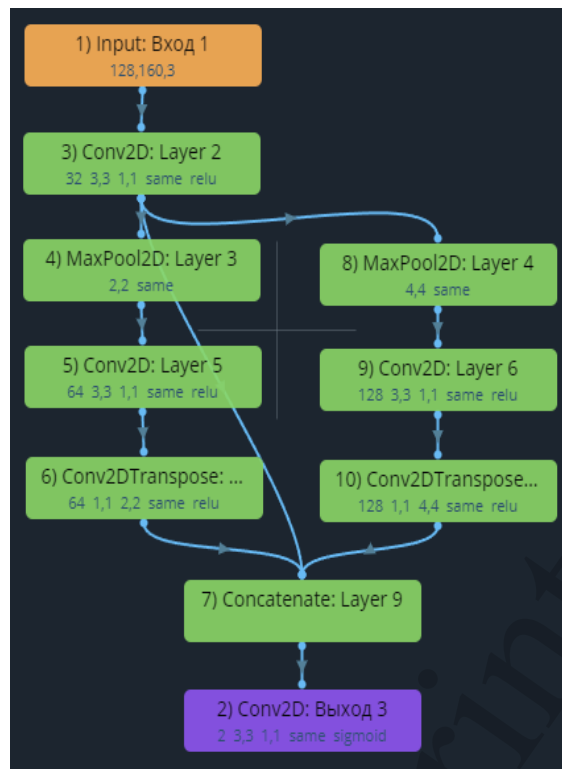 1) Input: Вход 1
128,160,3
3) Conv2D: Layer 2
32 3,3 1,1 same relu
4) MaxPool2D: Layer 3
2,2 same
8) MaxPool2D: Layer 4
4,4 same
5) Conv2D: Layer 5
64 3,3 1,1 same relu
9) Conv2D: Layer 6
128 3,3 1,1 same relu
6) Conv2DTranspose: ...
64 1,1 2,2 same relu
10) Conv2DTranspose...
128 1,1 4,4 same relu
7) Concatenate: Layer 9
2) Conv2D: Выход 3
2 3,3 1,1 same sigmoid